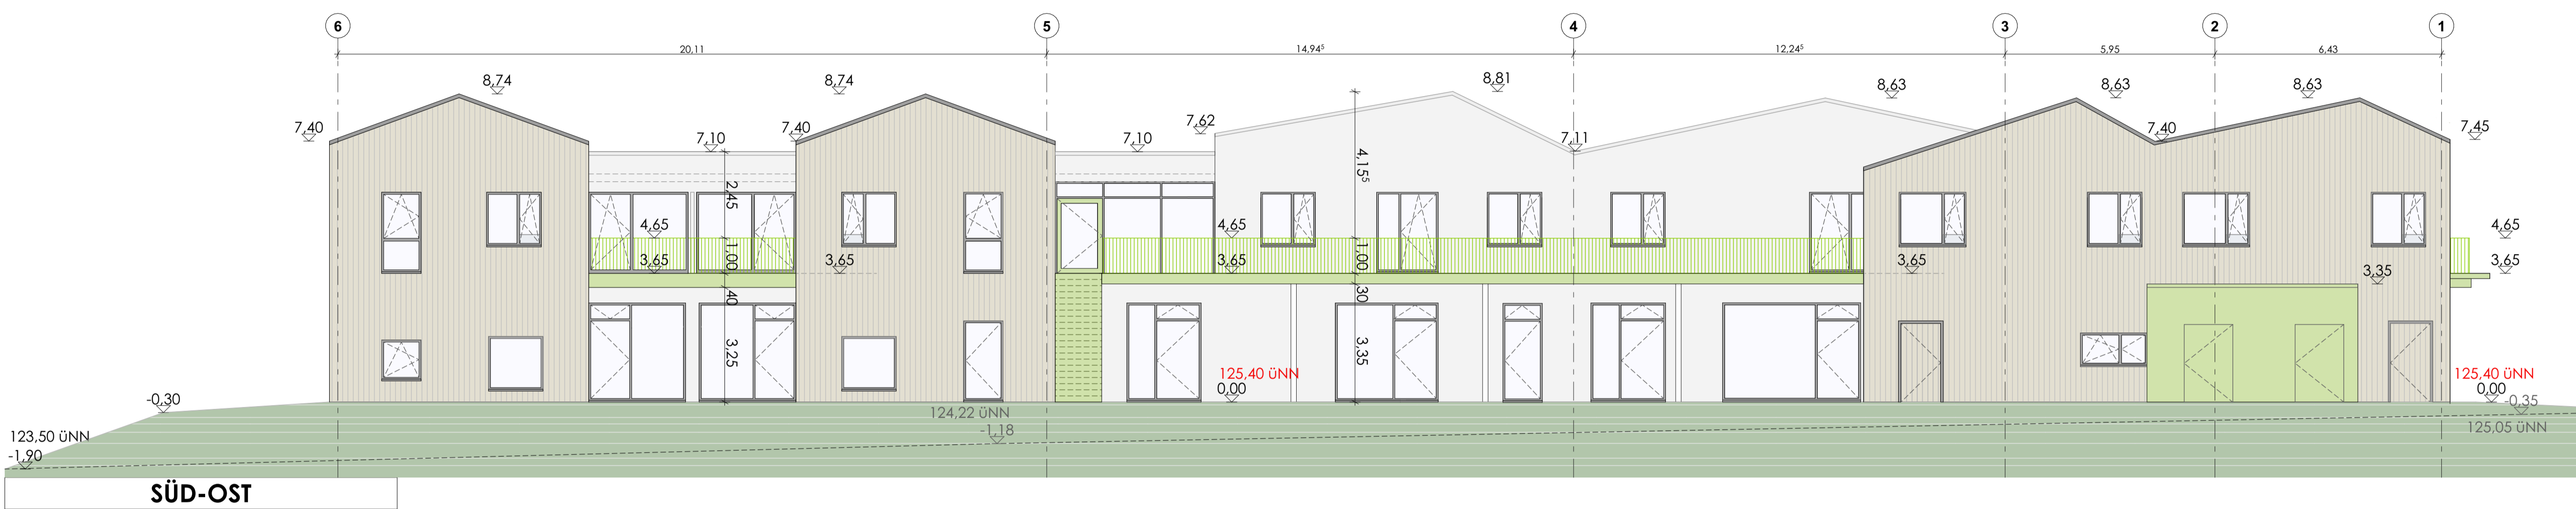 6 5 4 3 2 1
20,11 14,94⁵ 12,24⁵ 5,95 6,43
8,74 8,74 8,81 8,63 8,63 8,63
7,40 7,10 7,40 7,10 7,62 7,11 7,40 7,45
4,15⁵
2,45
4,65 4,65 4,65
1,00 1,00
3,65 3,65 3,65 3,65 3,35 3,65
40 30
3,25 3,35
125,40 üNN 125,40 üNN
0,00 0,00
-0,30 -0,35
124,22 üNN 125,05 üNN
-1,18
123,50 üNN
-1,90
SÜD-OST